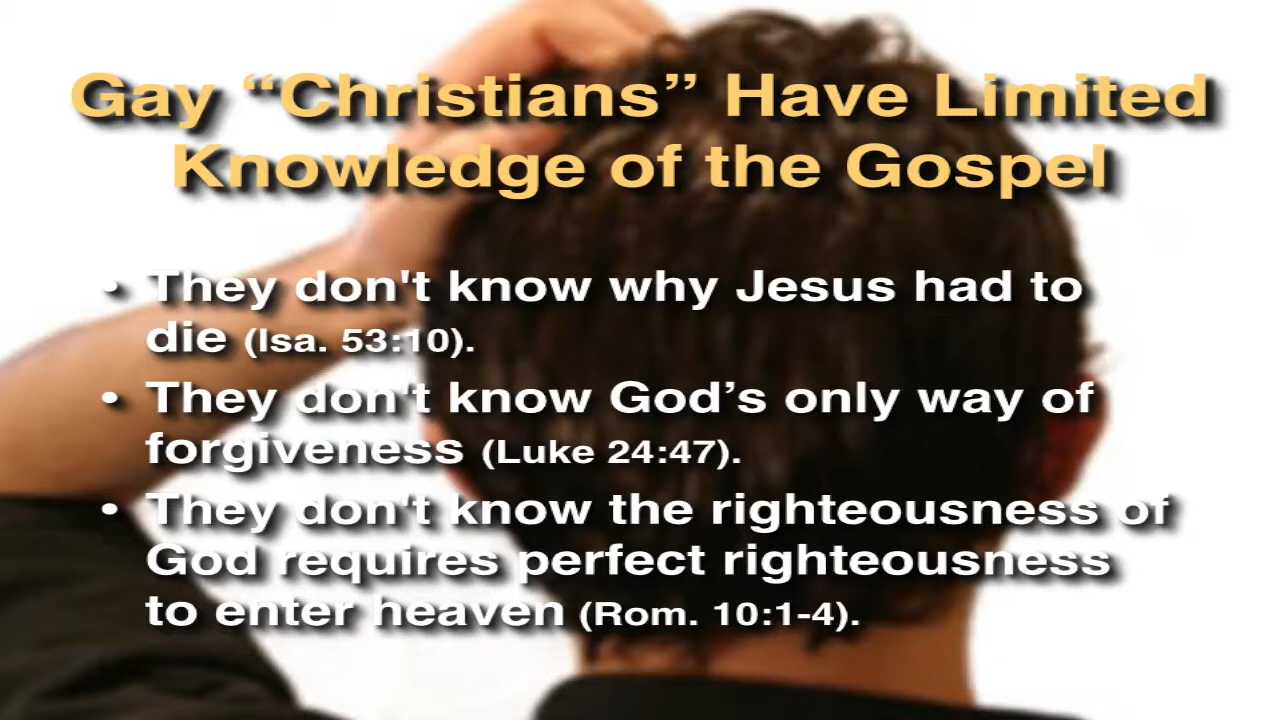 Gay “Christians” Have Limited
Knowledge of the Gospel
• They don't know why Jesus had to
die (Isa. 53:10).
• They don't know God’s only way of
forgiveness (Luke 24:47).
• They don't know the righteousness of
God requires perfect righteousness
to enter heaven (Rom. 10:1-4).